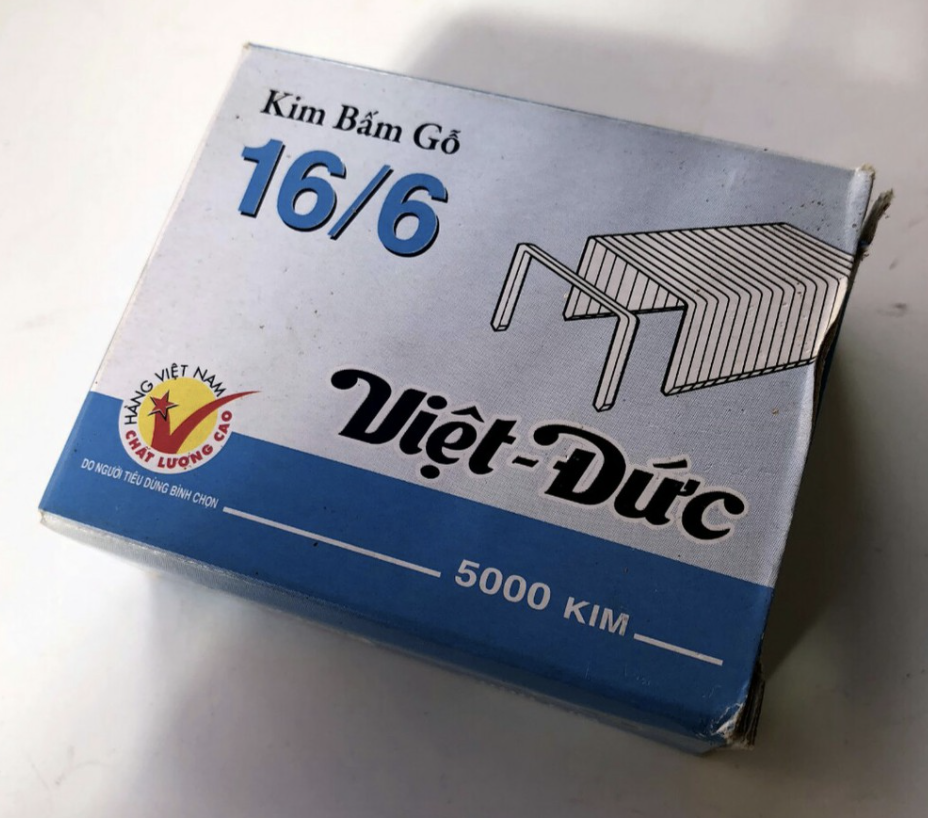 Kim Bấm Gỗ
16/6
Việt-Đức
HÀNG VIỆT NAM
CHẤT LƯỢNG CAO
DO NGƯỜI TIÊU DÙNG BÌNH CHỌN
5000 KIM